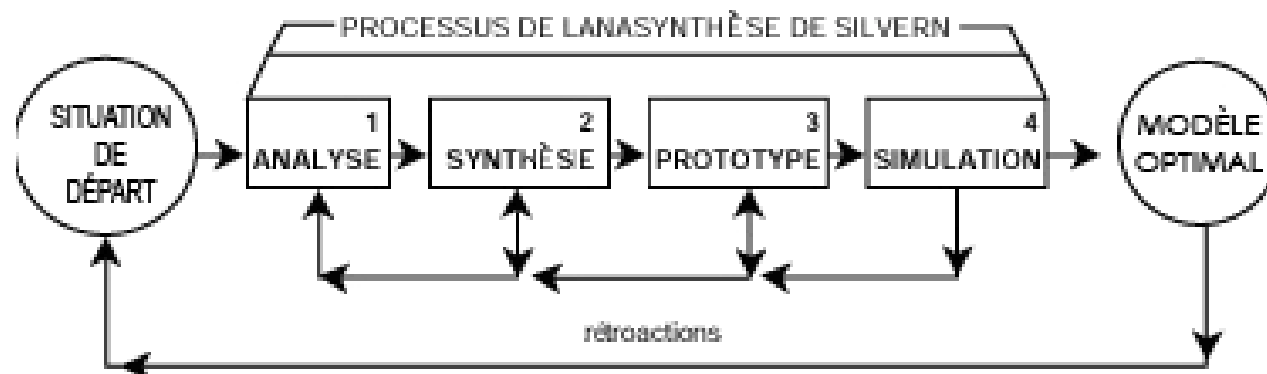 PROCESSUS DE LANASYNTHÈSE DE SILVERN
SITUATION
DE
DÉPART
1
ANALYSE
2
SYNTHÈSE
3
PROTOTYPE
4
SIMULATION
MODÈLE
OPTIMAL
rétroactions